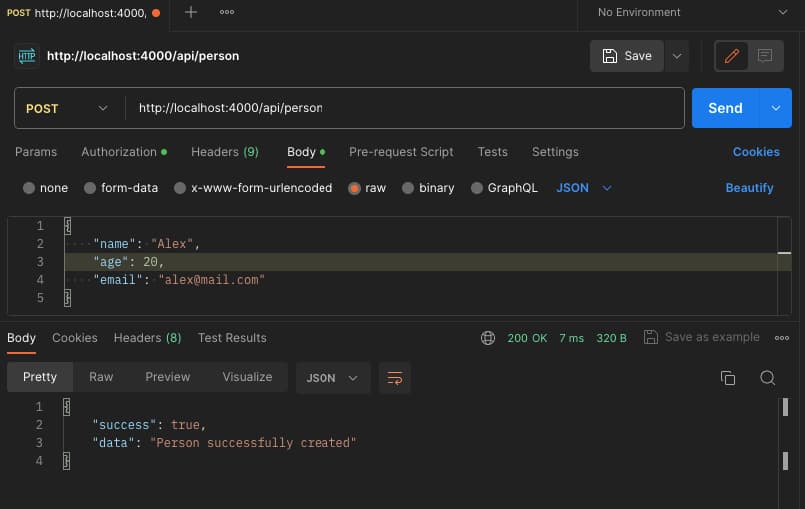 POST http://localhost:4000, No Environment
HTTP http://localhost:4000/api/person Save
POST http://localhost:4000/api/person Send
Params Authorization Headers (9) Body Pre-request Script Tests Settings Cookies
none form-data x-www-form-urlencoded raw binary GraphQL JSON Beautify
1 {
2 "name": "Alex",
3 "age": 20,
4 "email": "alex@mail.com"
5 }
Body Cookies Headers (8) Test Results 200 OK 7 ms 320 B Save as example
Pretty Raw Preview Visualize JSON
1 {
2 "success": true,
3 "data": "Person successfully created"
4 }